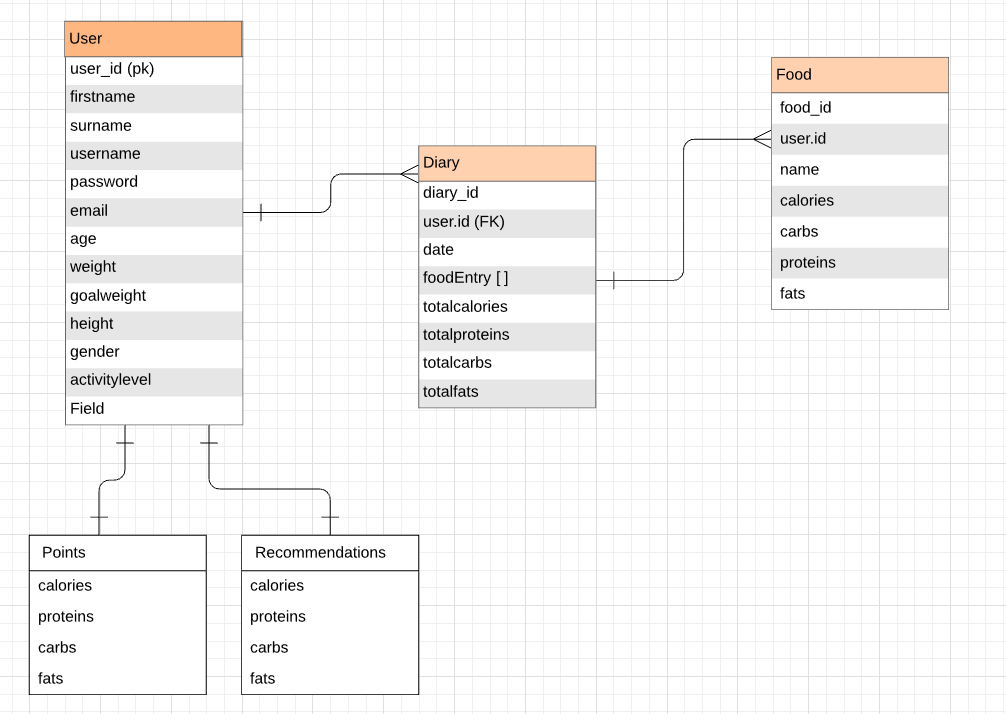 User
user_id (pk)
firstname
surname
username
password
email
age
weight
goalweight
height
gender
activitylevel
Field
Diary
diary_id
user.id (FK)
date
foodEntry [ ]
totalcalories
totalproteins
totalcarbs
totalfats
Food
food_id
user.id
name
calories
carbs
proteins
fats
Points
calories
proteins
carbs
fats
Recommendations
calories
proteins
carbs
fats